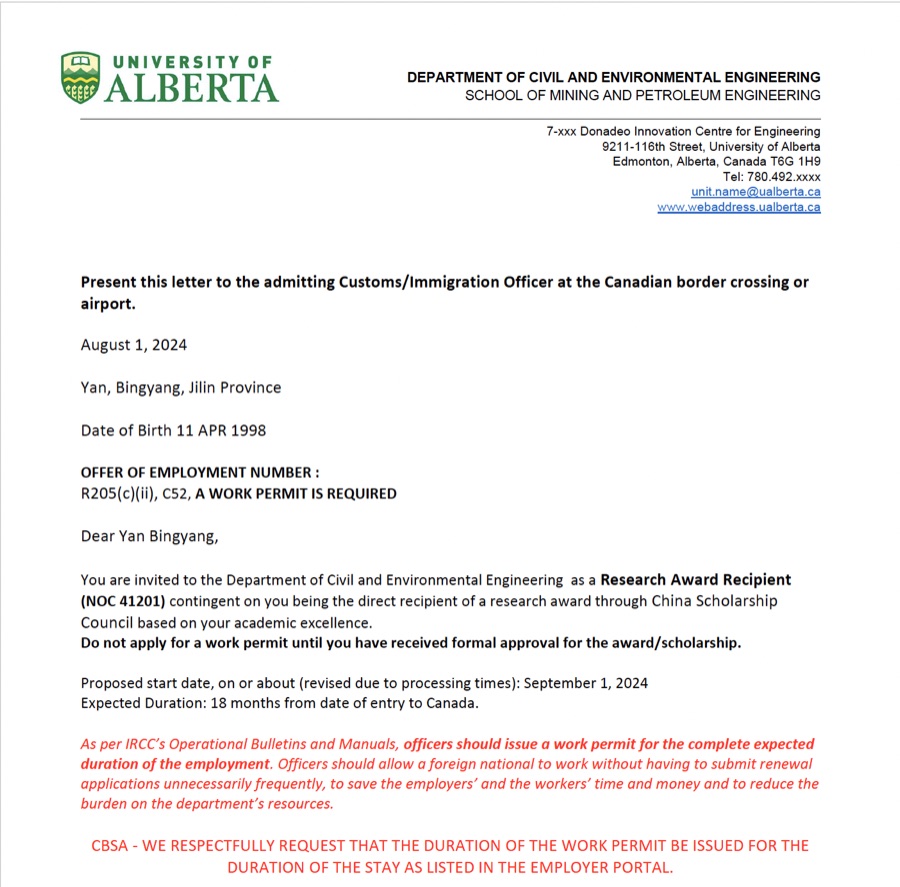 UNIVERSITY OF
ALBERTA
DEPARTMENT OF CIVIL AND ENVIRONMENTAL ENGINEERING
SCHOOL OF MINING AND PETROLEUM ENGINEERING
7-xxx Donadeo Innovation Centre for Engineering
9211-116th Street, University of Alberta
Edmonton, Alberta, Canada T6G 1H9
Tel: 780.492.xxxx
unit.name@ualberta.ca
www.webaddress.ualberta.ca
Present this letter to the admitting Customs/Immigration Officer at the Canadian border crossing or
airport.
August 1, 2024
Yan, Bingyang, Jilin Province
Date of Birth 11 APR 1998
OFFER OF EMPLOYMENT NUMBER :
R205(c)(ii), C52, A WORK PERMIT IS REQUIRED
Dear Yan Bingyang,
You are invited to the Department of Civil and Environmental Engineering as a Research Award Recipient
(NOC 41201) contingent on you being the direct recipient of a research award through China Scholarship
Council based on your academic excellence.
Do not apply for a work permit until you have received formal approval for the award/scholarship.
Proposed start date, on or about (revised due to processing times): September 1, 2024
Expected Duration: 18 months from date of entry to Canada.
As per IRCC's Operational Bulletins and Manuals, officers should issue a work permit for the complete expected
duration of the employment. Officers should allow a foreign national to work without having to submit renewal
applications unnecessarily frequently, to save the employers' and the workers' time and money and to reduce the
burden on the department's resources.
CBSA - WE RESPECTFULLY REQUEST THAT THE DURATION OF THE WORK PERMIT BE ISSUED FOR THE
DURATION OF THE STAY AS LISTED IN THE EMPLOYER PORTAL.